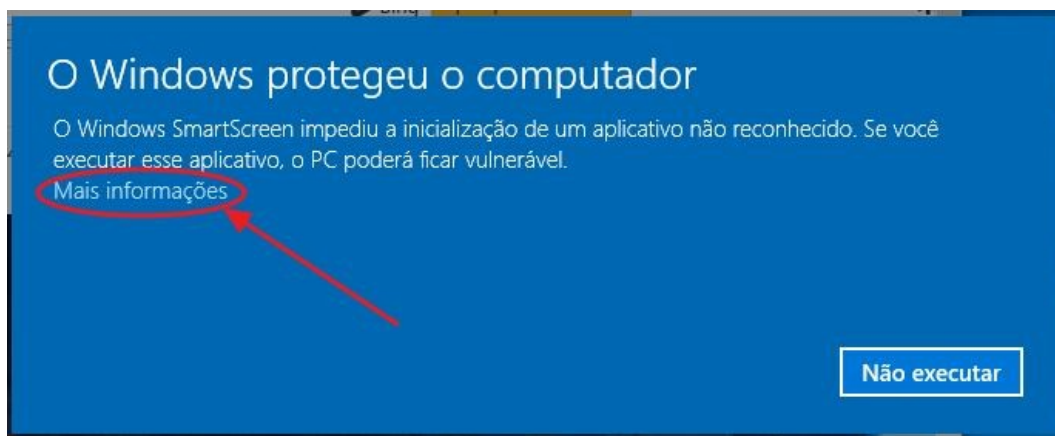 O Windows protegeu o computador
O Windows SmartScreen impediu a inicialização de um aplicativo não reconhecido. Se você
executar esse aplicativo, o PC poderá ficar vulnerável.
Mais informações
Não executar